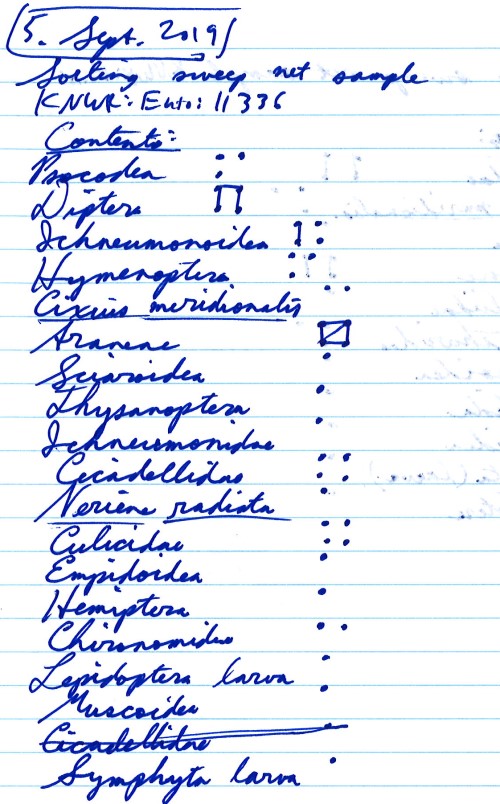 5. Sept. 2019
Sorting sweep net sample
KNWR:Ento:11336
Contents:
Psocodea
Diptera
Ichneumonoidea
Hymenoptera
Cixius meridionalis
Araneae
Sciaroidea
Thysanoptera
Ichneumonidae
Cicadellidae
Neriene radiata
Culicidae
Empidoidea
Hemiptera
Chironomidae
Lepidoptera larva
Muscoidea
Cicadellidae
Symphyta larva